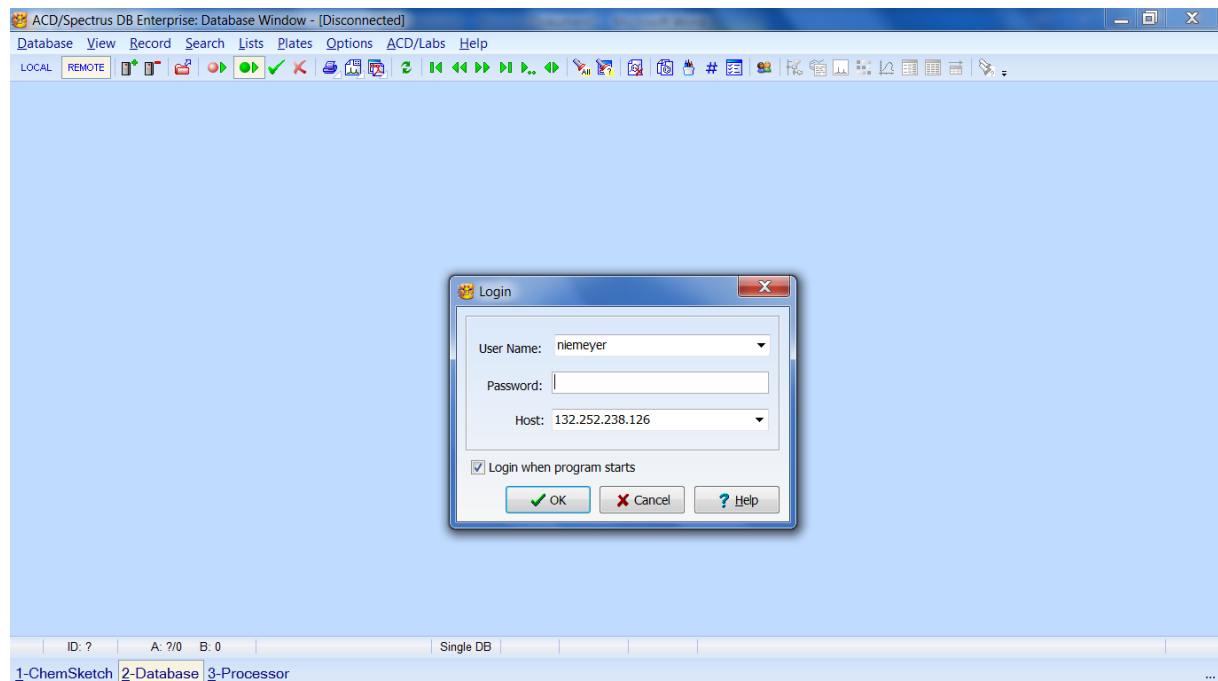 ACD/Spectrus DB Enterprise: Database Window - [Disconnected]
Database View Record Search Lists Plates Options ACD/Labs Help
LOCAL REMOTE
Login
User Name: niemeyer
Password:
Host: 132.252.238.126
Login when program starts
OK Cancel Help
ID: ? A: ?/0 B: 0 Single DB
1-ChemSketch 2-Database 3-Processor ...